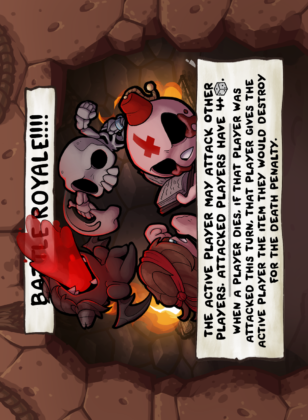 BATTLE ROYALE!!!!
THE ACTIVE PLAYER MAY ATTACK OTHER
PLAYERS. ATTACKED PLAYERS HAVE 4+
WHEN A PLAYER DIES, IF THAT PLAYER WAS
ATTACKED THIS TURN, THAT PLAYER GIVES THE
ACTIVE PLAYER THE ITEM THEY WOULD DESTROY
FOR THE DEATH PENALTY.